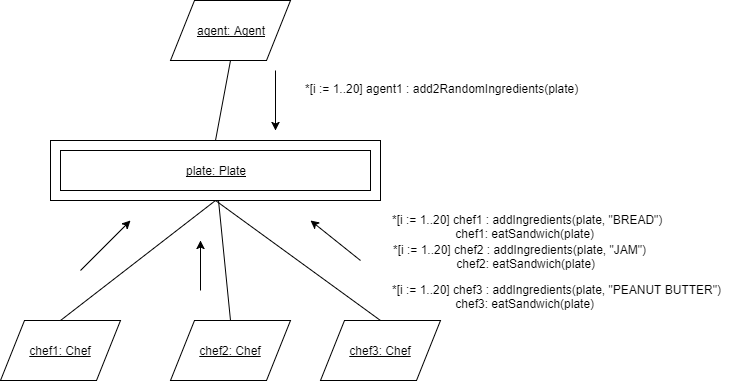 agent: Agent
*[i := 1..20] agent1 : add2RandomIngredients(plate)
plate: Plate
*[i := 1..20] chef1 : addIngredients(plate, "BREAD")
chef1: eatSandwich(plate)
*[i := 1..20] chef2 : addIngredients(plate, "JAM")
chef2: eatSandwich(plate)
*[i := 1..20] chef3 : addIngredients(plate, "PEANUT BUTTER")
chef3: eatSandwich(plate)
chef1: Chef
chef2: Chef
chef3: Chef